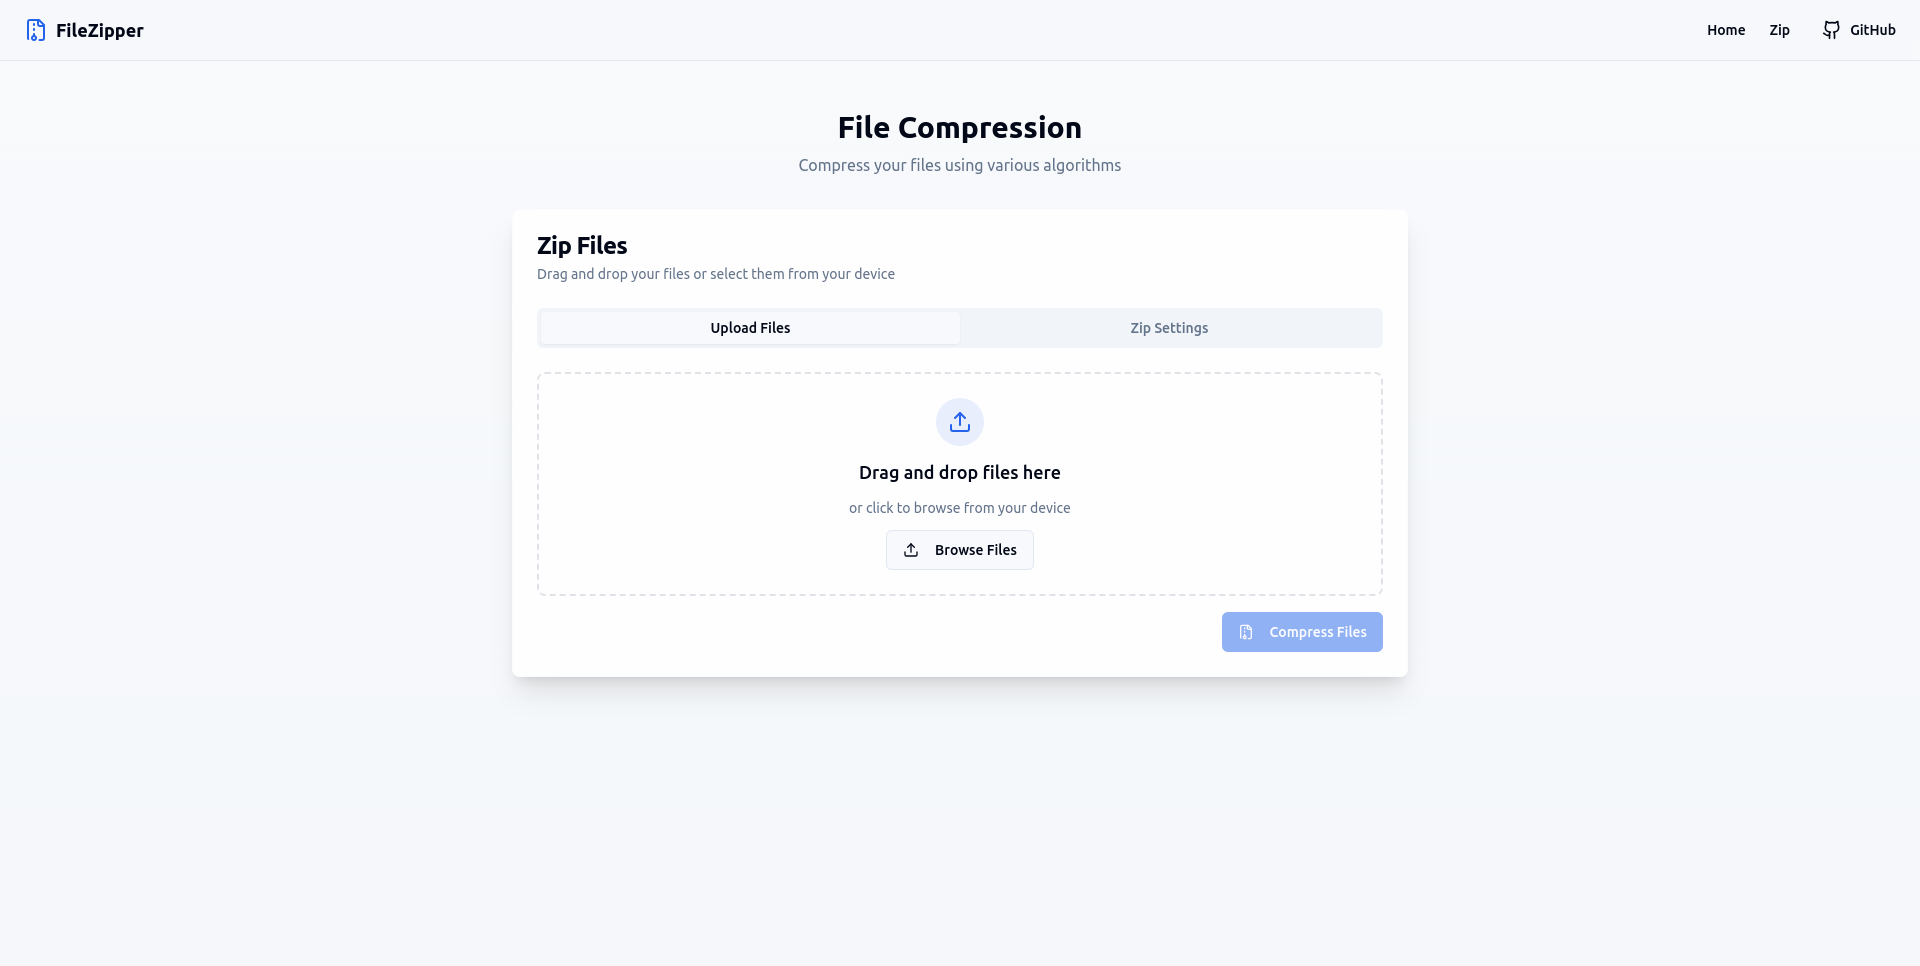 FileZipper
Home
Zip
GitHub
File Compression
Compress your files using various algorithms
Zip Files
Drag and drop your files or select them from your device
Upload Files
Zip Settings
Drag and drop files here
or click to browse from your device
Browse Files
Compress Files